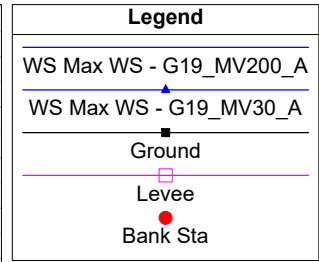 Legend
WS Max WS - G19_MV200_A
WS Max WS - G19_MV30_A
Ground
Levee
Bank Sta